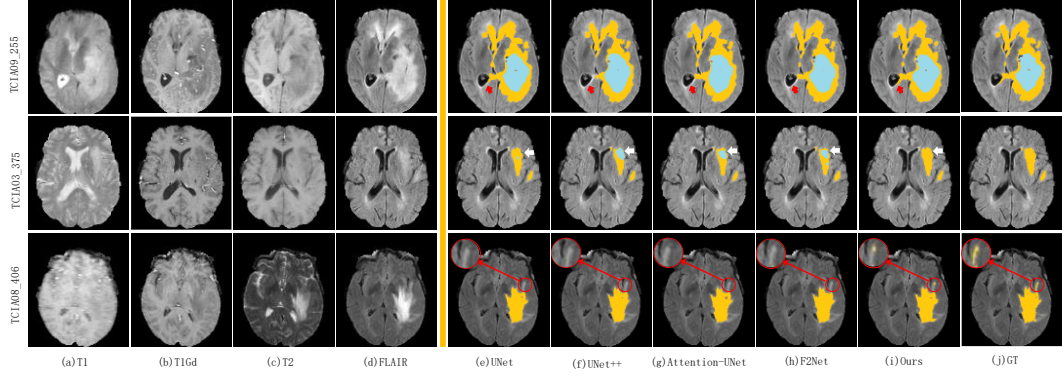 TCIA09_255
TCIA03_375
TCIA08_406
(a)T1 (b)T1Gd (c)T2 (d)FLAIR (e)UNet (f)UNet++ (g)Attention-UNet (h)F2Net (i)Ours (j)GT